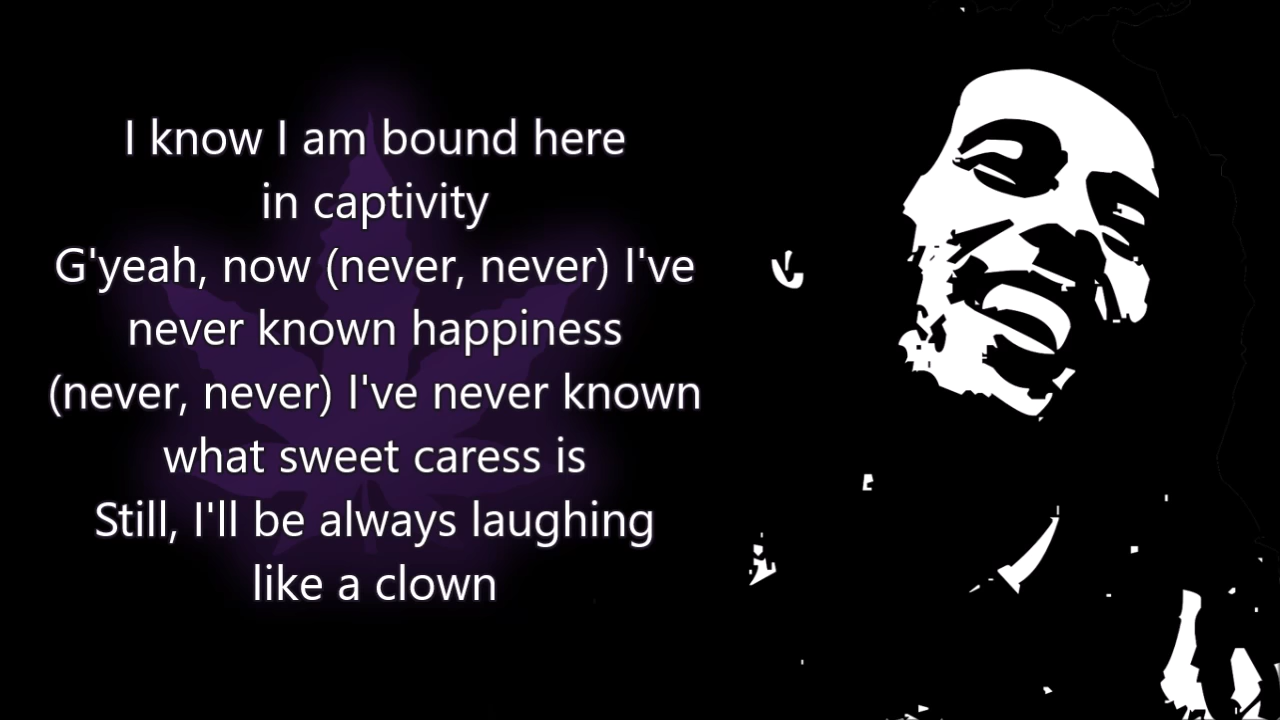 I know I am bound here
in captivity
G'yeah, now (never, never) I've
never known happiness
(never, never) I've never known
what sweet caress is
Still, I'll be always laughing
like a clown